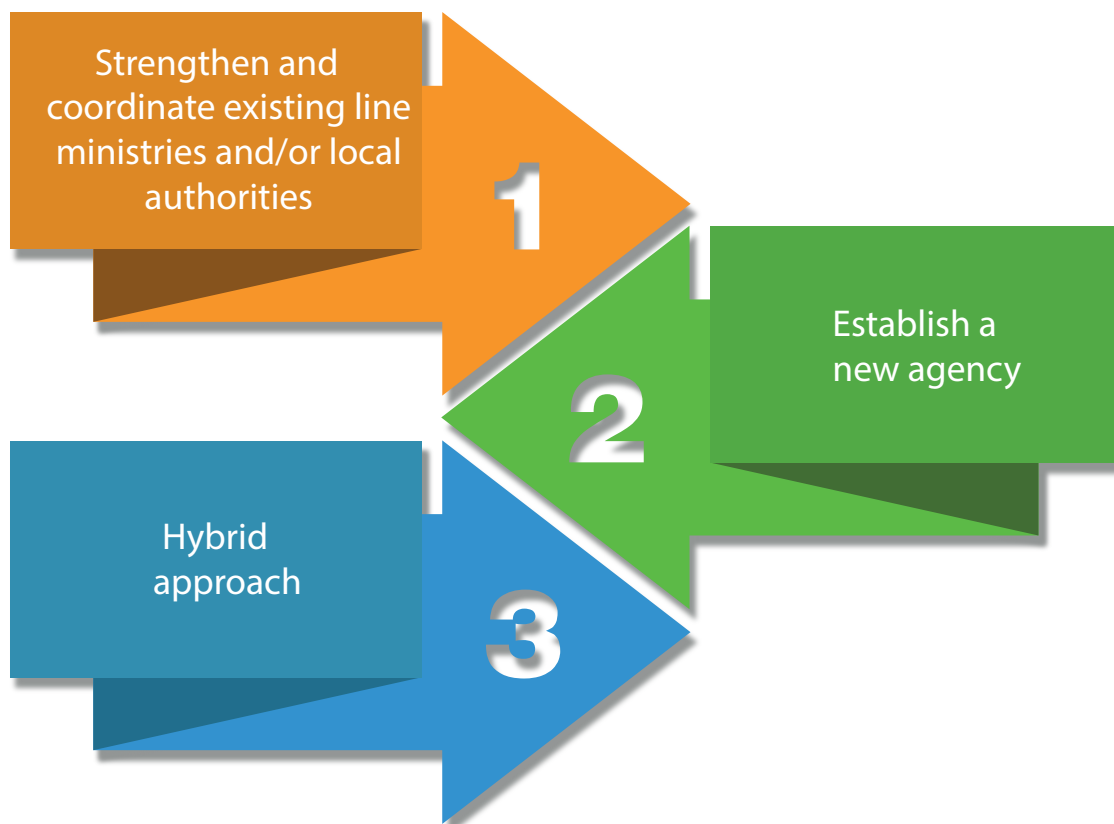 Strengthen and
coordinate existing line
ministries and/or local
authorities
1
Establish a
new agency
2
Hybrid
approach
3